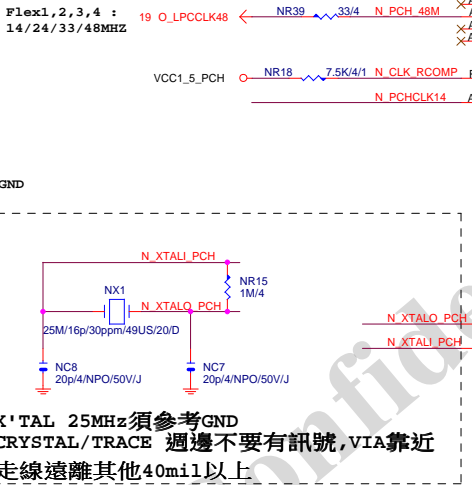 Flex1,2,3,4 :
14/24/33/48MHZ
19 O_LPCCLK48 NR39 33/4 N_PCH_48M
VCC1_5_PCH NR18 7.5K/4/1 N_CLK_RCOMP
N_PCHCLK14
GND
N_XTALI_PCH
NX1
NR15
1M/4
N_XTALO_PCH
25M/16p/30ppm/49US/20/D
N_XTALO_PCH
N_XTALI_PCH
NC8
20p/4/NPO/50V/J
NC7
20p/4/NPO/50V/J
X'TAL 25MHz須參考GND
CRYSTAL/TRACE 週邊不要有訊號,VIA靠近
走線遠離其他40mil以上